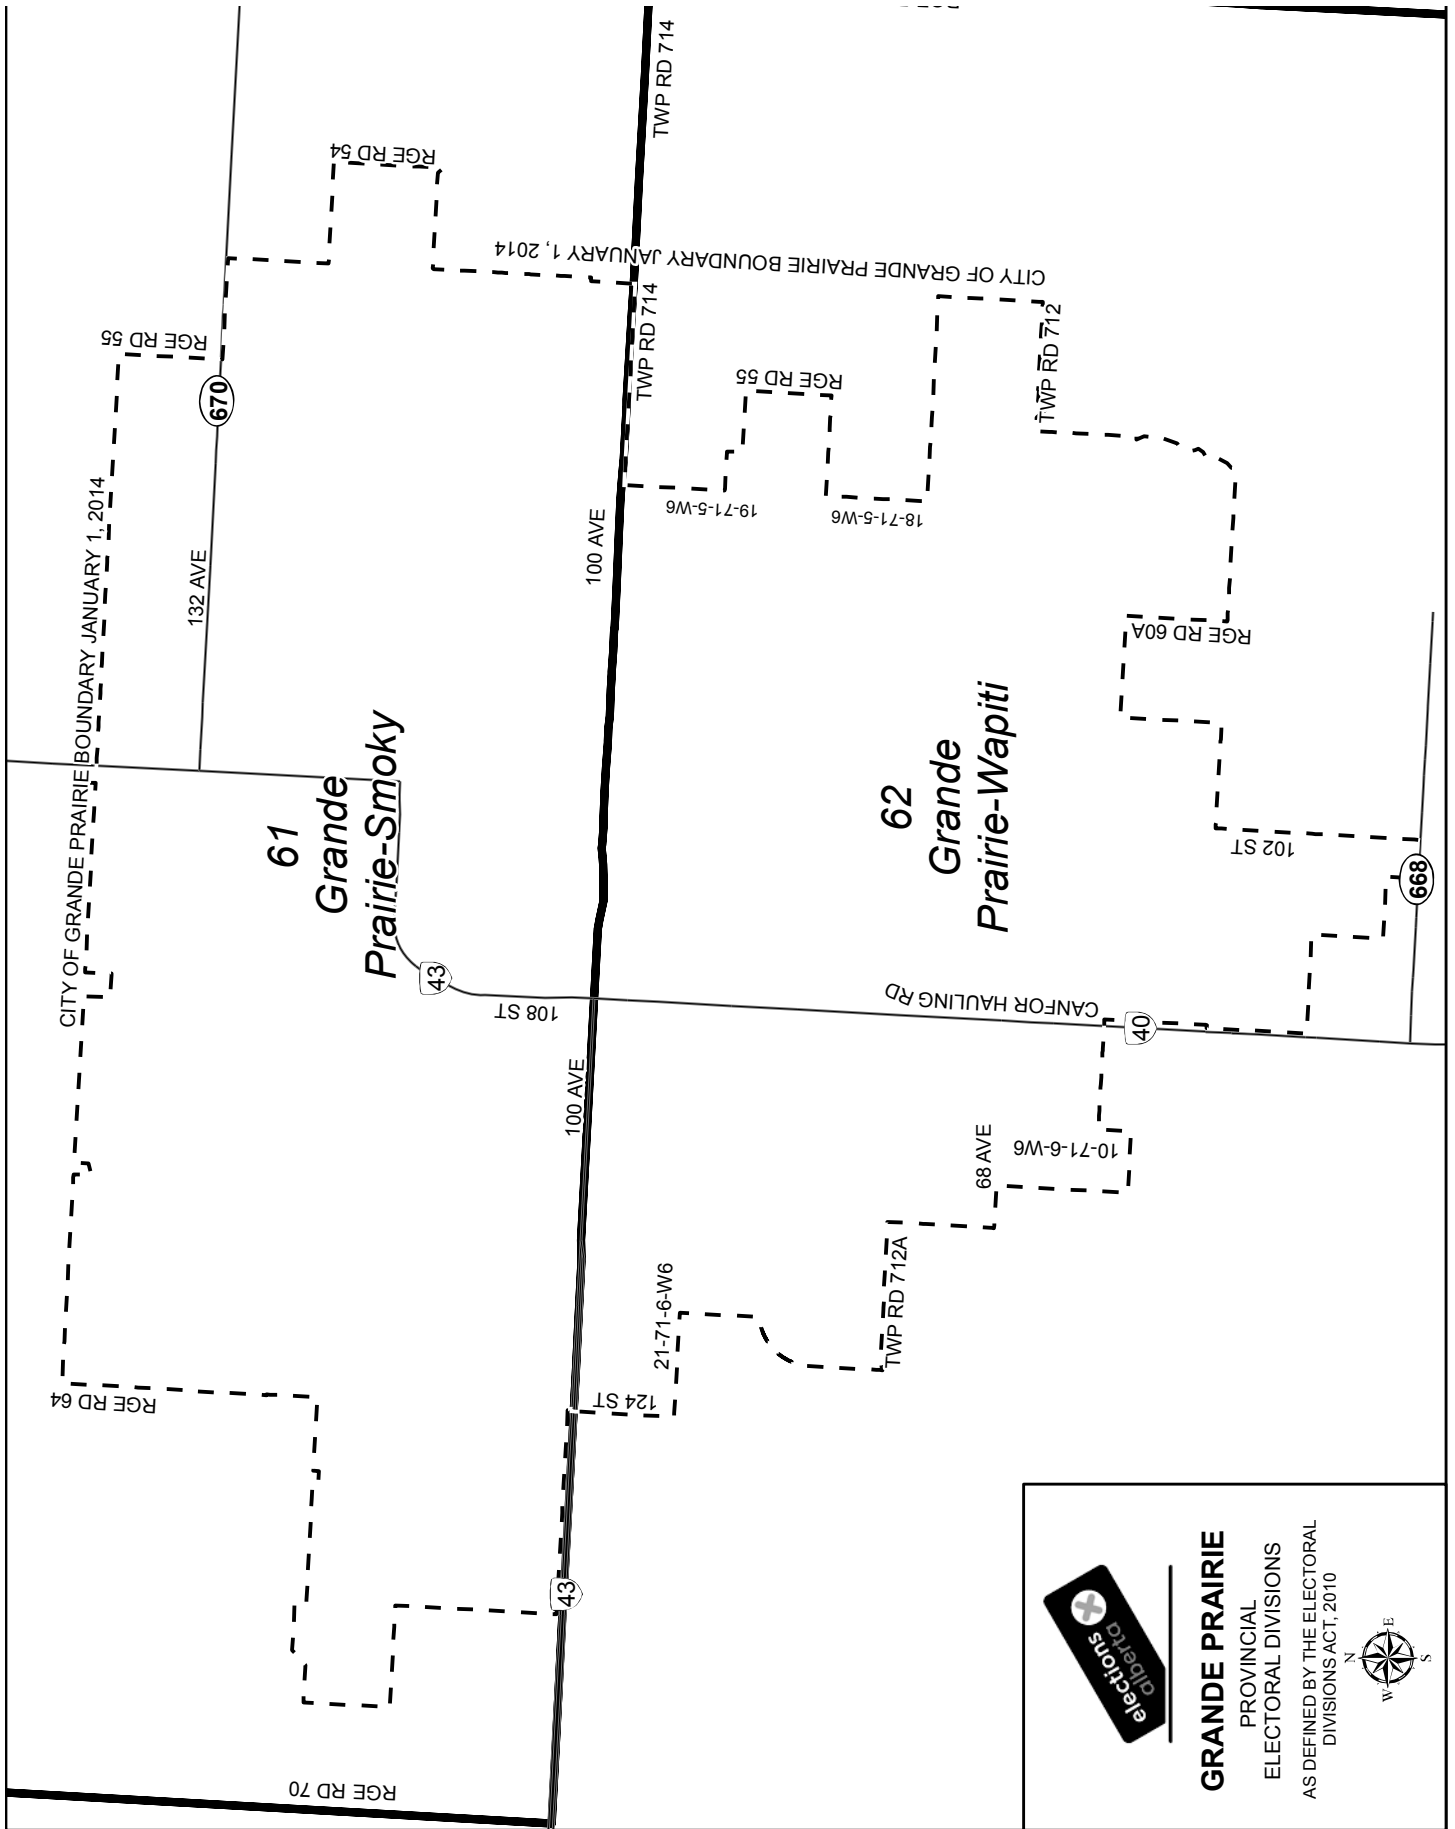 CITY OF GRANDE PRAIRIE BOUNDARY JANUARY 1, 2014
RGE RD 64
RGE RD 55
RGE RD 54
132 AVE
670
61
Grande
Prairie-Smoky
43
108 ST
RGE RD 70
43
100 AVE
100 AVE
TWP RD 714
TWP RD 714
CITY OF GRANDE PRAIRIE BOUNDARY JANUARY 1, 2014
124 ST
21-71-6-W6
19-71-5-W6
RGE RD 55
18-71-5-W6
TWP RD 712A
68 AVE
10-71-6-W6
CANFOR HAULING RD
40
62
Grande
Prairie-Wapiti
TWP RD 712
RGE RD 60A
102 ST
668
elections
alberta
GRANDE PRAIRIE
PROVINCIAL
ELECTORAL DIVISIONS
AS DEFINED BY THE ELECTORAL
DIVISIONS ACT, 2010
N
W
E
S